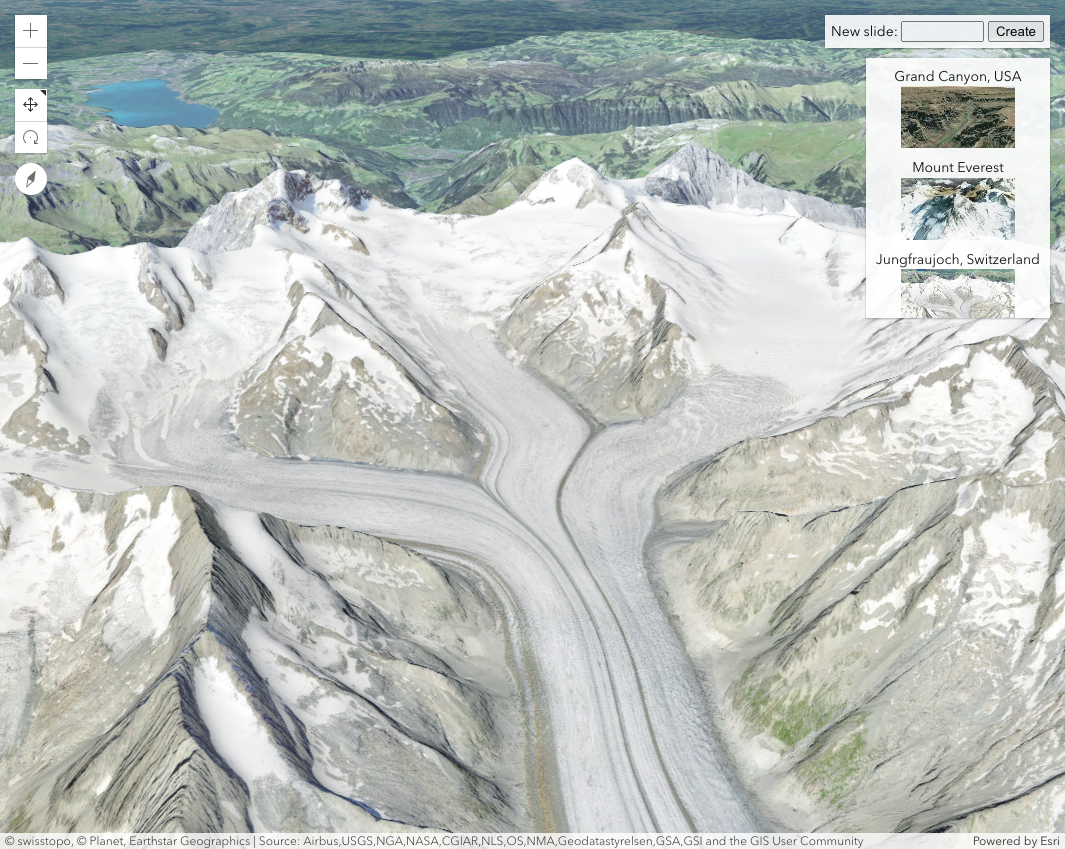 New slide: Create
Grand Canyon, USA
Mount Everest
Jungfraujoch, Switzerland
© swisstopo, © Planet, Earthstar Geographics | Source: Airbus,USGS,NGA,NASA,CGIAR,NLS,OS,NMA,Geodatastyrelsen,GSA,GSI and the GIS User Community
Powered by Esri